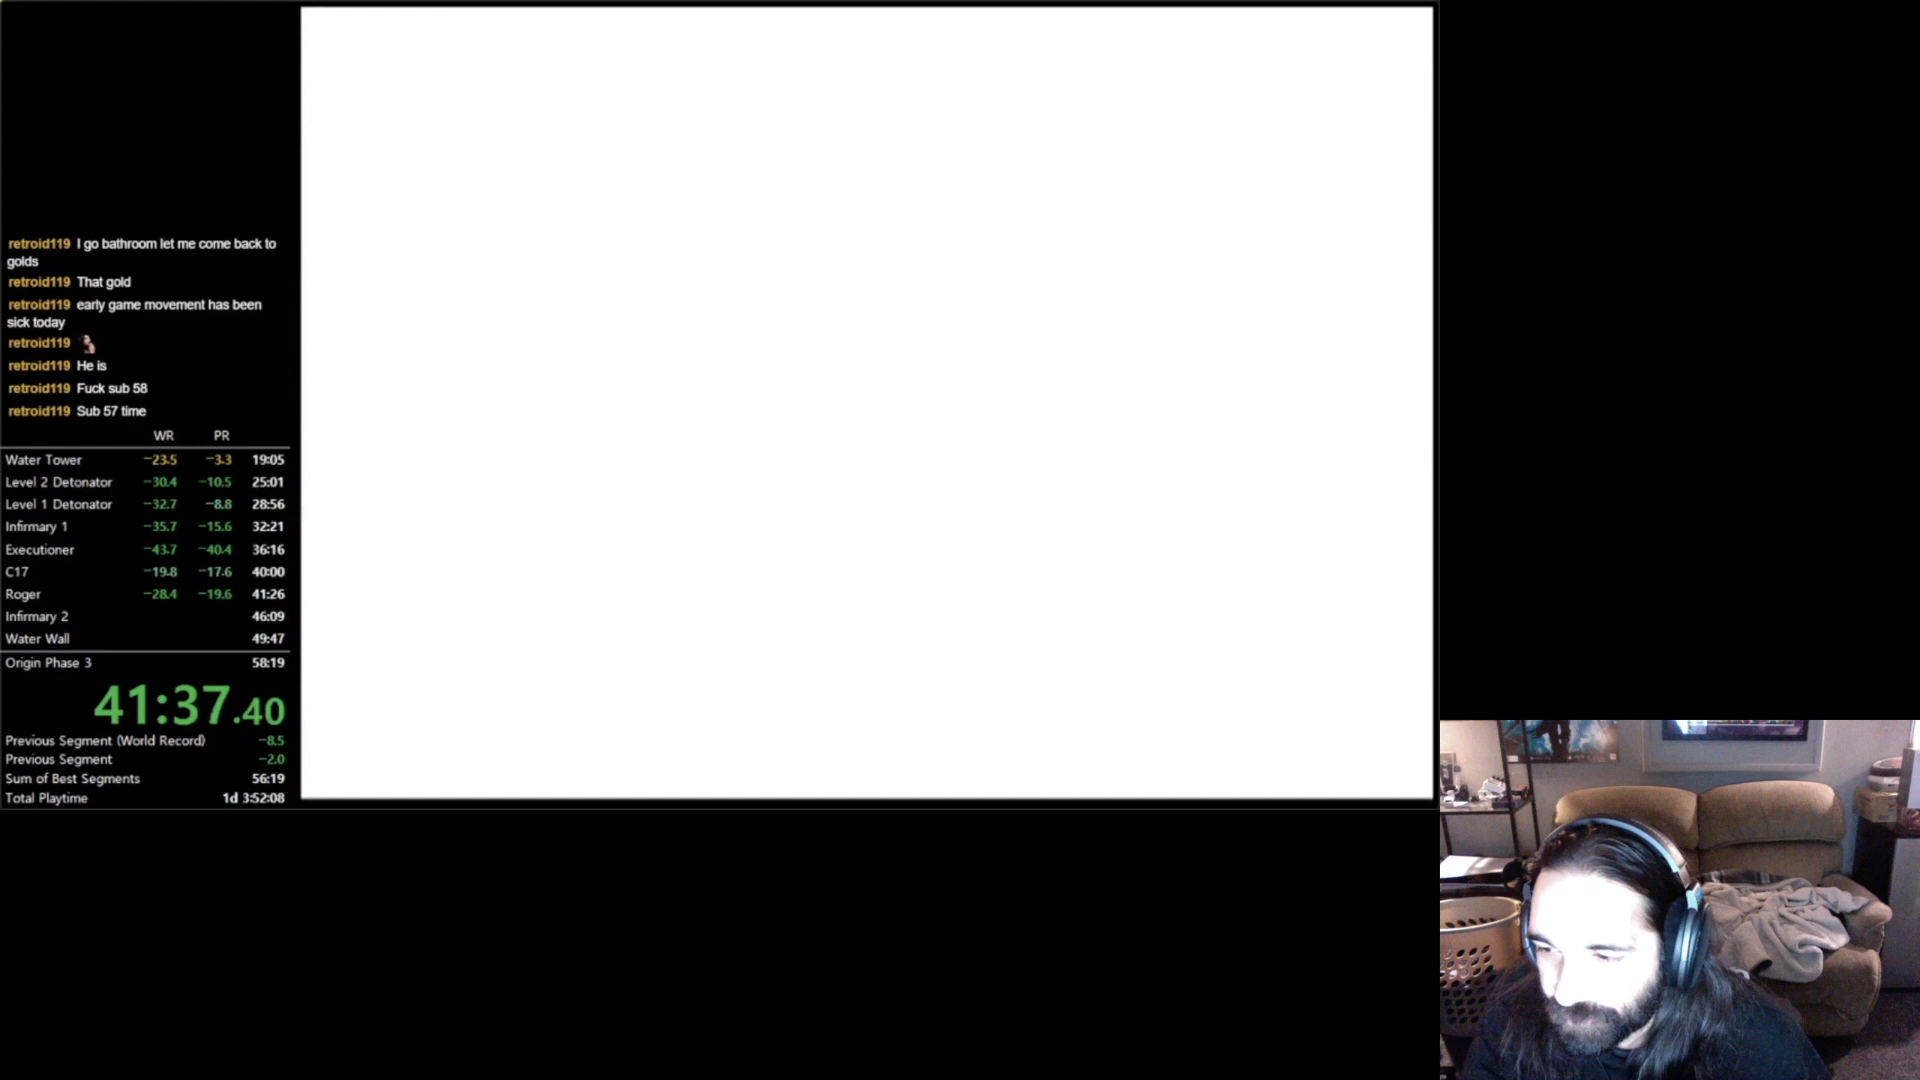 retroid119 I go bathroom let me come back to
golds
retroid119 That gold
retroid119 early game movement has been
sick today
retroid119
retroid119 He is
retroid119 Fuck sub 58
retroid119 Sub 57 time
WR PR
Water Tower −23.5 −3.3 19:05
Level 2 Detonator −30.4 −10.5 25:01
Level 1 Detonator −32.7 −8.8 28:56
Infirmary 1 −35.7 −15.6 32:21
Executioner −43.7 −40.4 36:16
C17 −19.8 −17.6 40:00
Roger −28.4 −19.6 41:26
Infirmary 2 46:09
Water Wall 49:47
Origin Phase 3 58:19
41:37.40
Previous Segment (World Record) −8.5
Previous Segment −2.0
Sum of Best Segments 56:19
Total Playtime 1d 3:52:08